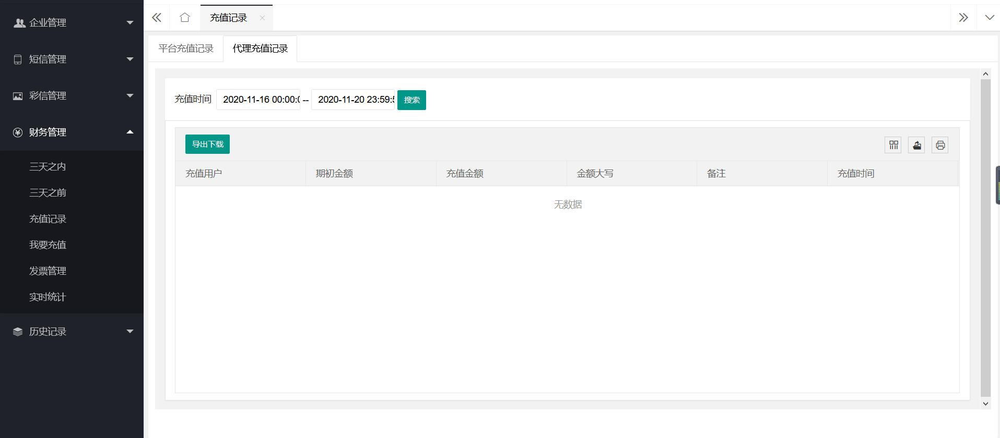 企业管理
短信管理
彩信管理
财务管理
三天之内
三天之前
充值记录
我要充值
发票管理
实时统计
历史记录
充值记录
平台充值记录
代理充值记录
充值时间 2020-11-16 00:00:0 -- 2020-11-20 23:59:5 搜索
导出下载
充值用户 期初金额 充值金额 金额大写 备注 充值时间
无数据